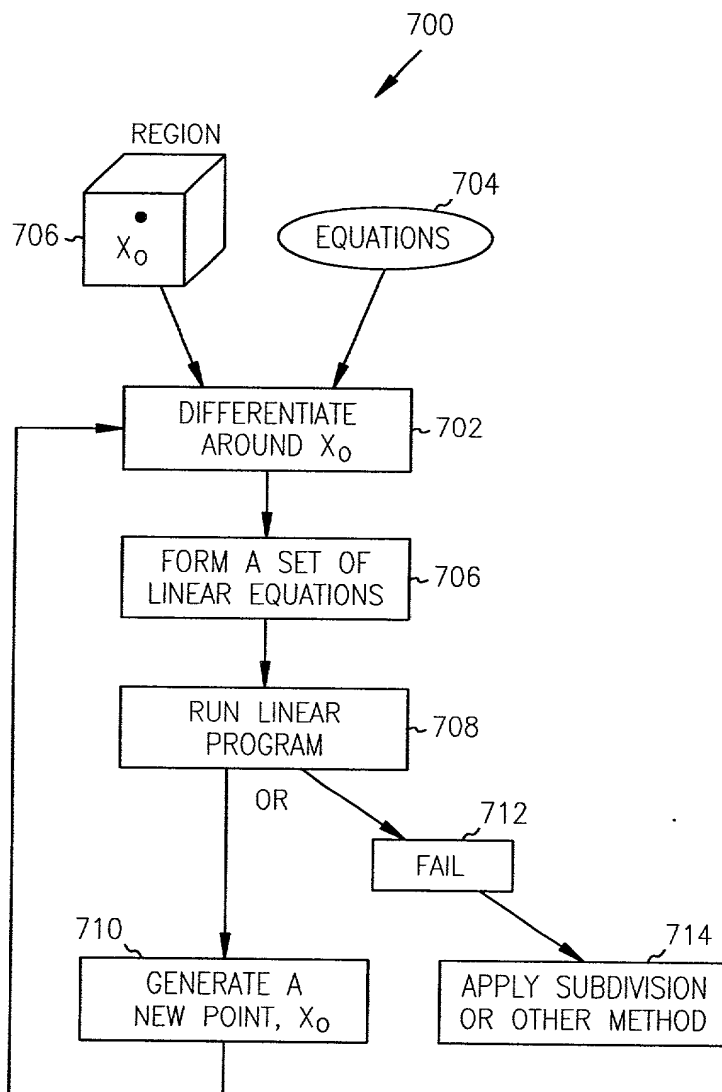 700
REGION
706
X₀
704
EQUATIONS
DIFFERENTIATE
AROUND X₀
702
FORM A SET OF
LINEAR EQUATIONS
706
RUN LINEAR
PROGRAM
708
OR
712
FAIL
710
GENERATE A
NEW POINT, X₀
714
APPLY SUBDIVISION
OR OTHER METHOD